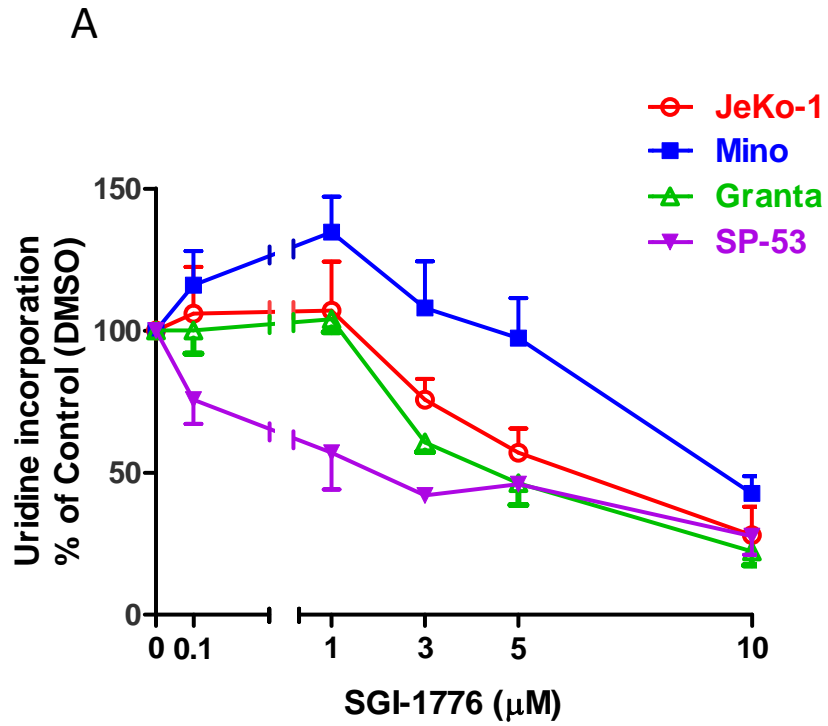 A
JeKo-1
Mino
Granta
SP-53
Uridine incorporation
% of Control (DMSO)
150
100
50
0
0 0.1 1 3 5 10
SGI-1776 (μM)